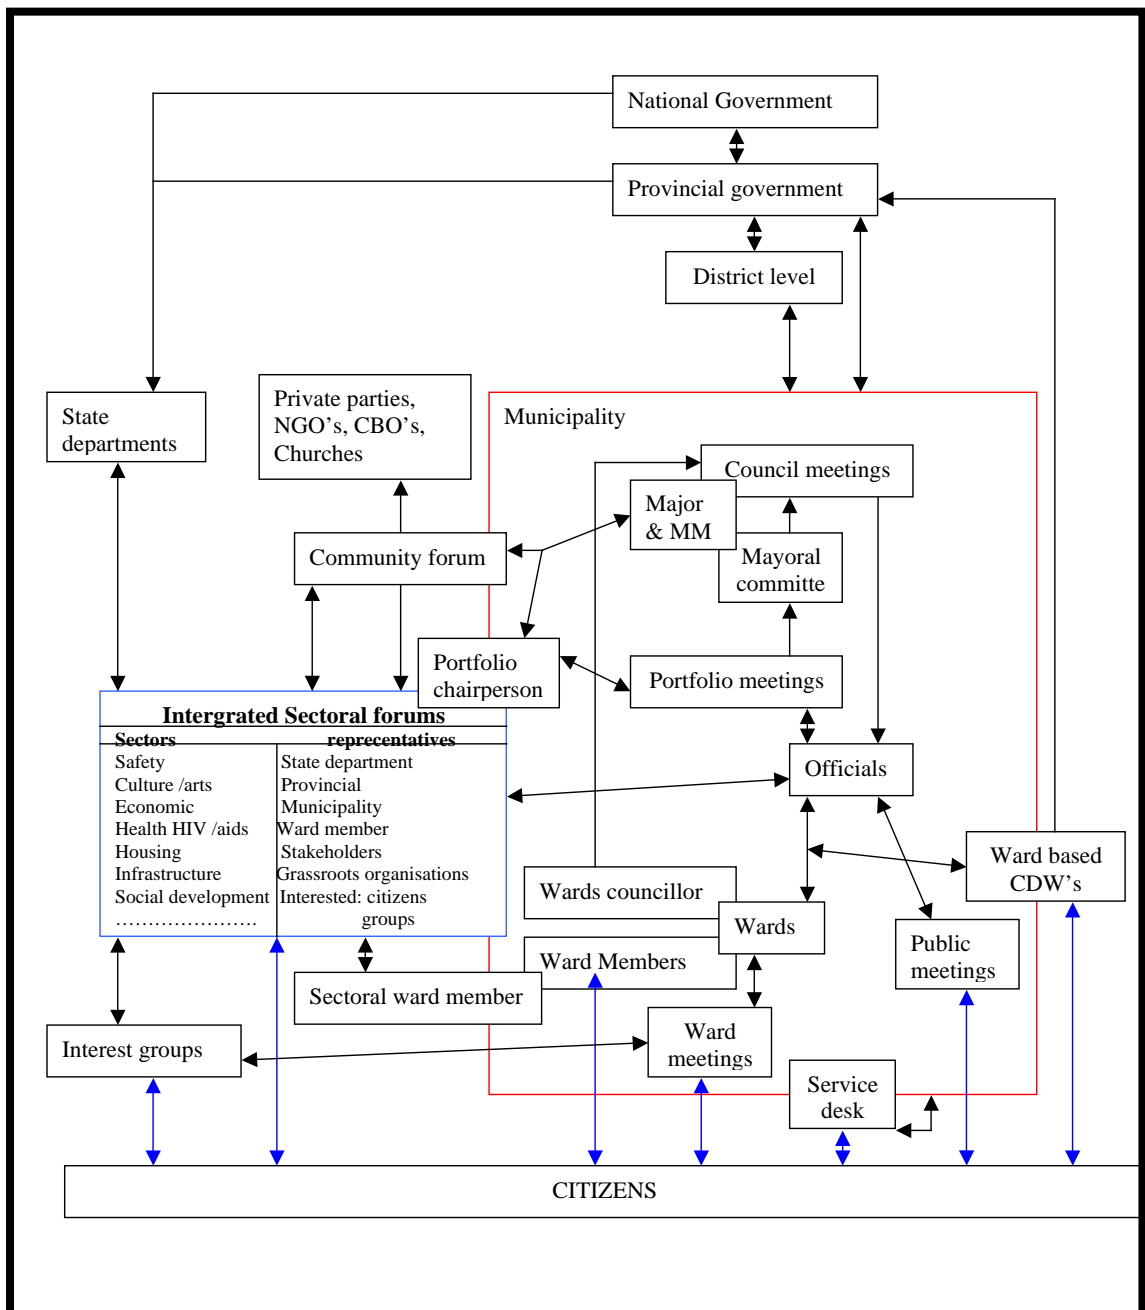 National Government
Provincial government
District level
State
departments
Private parties,
NGO's, CBO's,
Churches
Municipality
Council meetings
Major
& MM
Community forum
Mayoral
committe
Portfolio
chairperson
Portfolio meetings
Intergrated Sectoral forums
Sectors reprecentatives
Safety State department
Culture /arts Provincial
Economic Municipality
Health HIV /aids Ward member
Housing Stakeholders
Infrastructure Grassroots organisations
Social development Interested: citizens
………………… groups
Officials
Ward based
CDW's
Wards councillor
Wards
Ward Members
Public
meetings
Sectoral ward member
Interest groups
Ward
meetings
Service
desk
CITIZENS